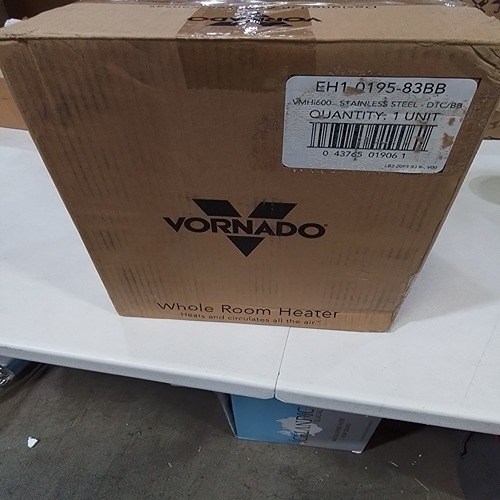 VORNADO
EH1 0195-83BB
VMHi600 - STAINLESS STEEL - DTC/BB
QUANTITY: 1 UNIT
0 43765 01906 1
VORNADO
Whole Room Heater
Heats and circulates all the air.